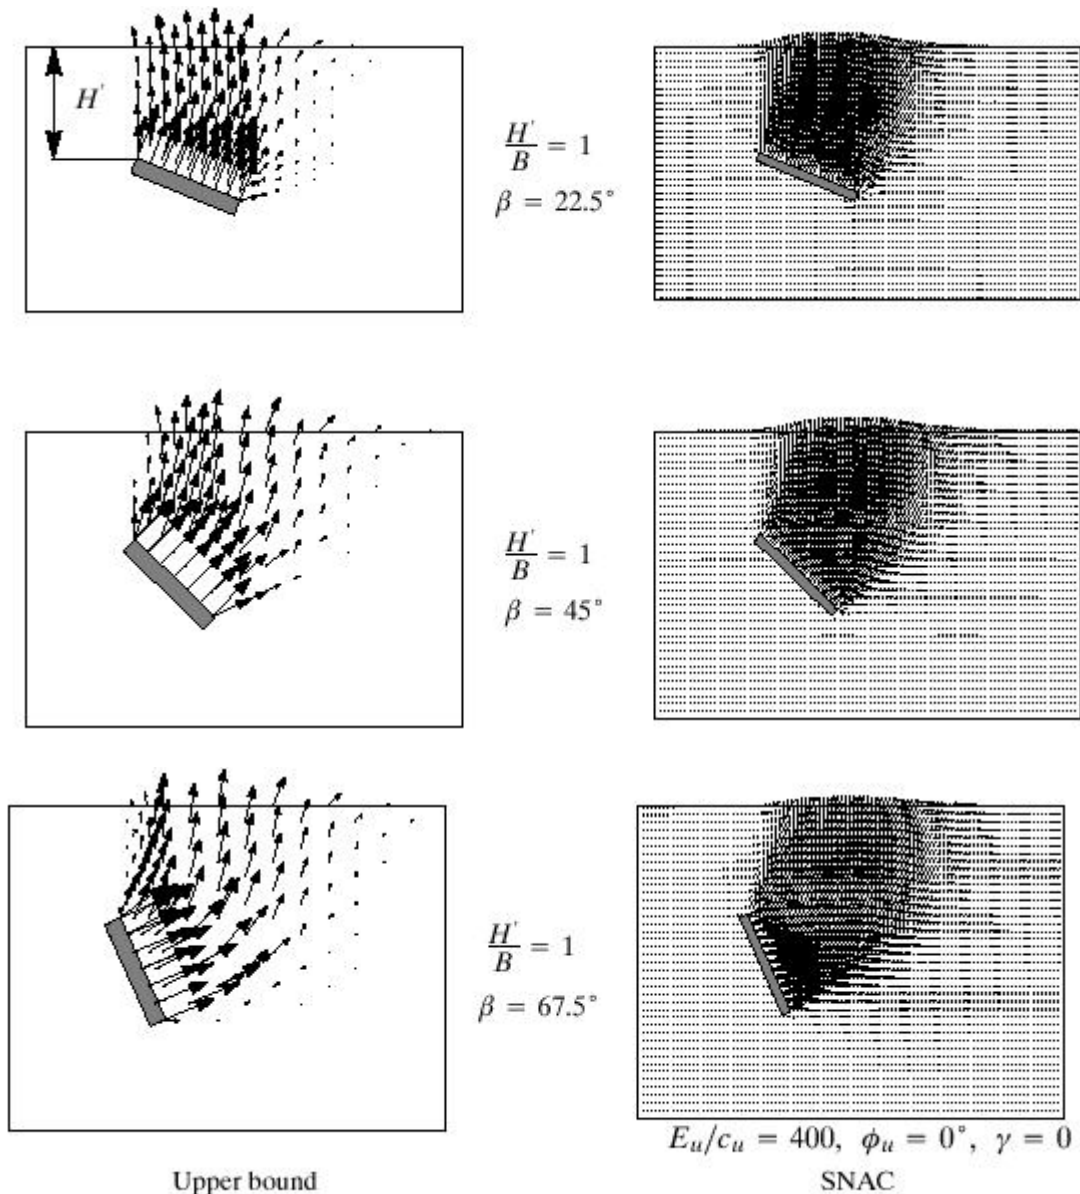 H'
H'/B = 1
β = 22.5°
H'/B = 1
β = 45°
H'/B = 1
β = 67.5°
E_u/c_u = 400, ϕ_u = 0°, γ = 0
Upper bound
SNAC